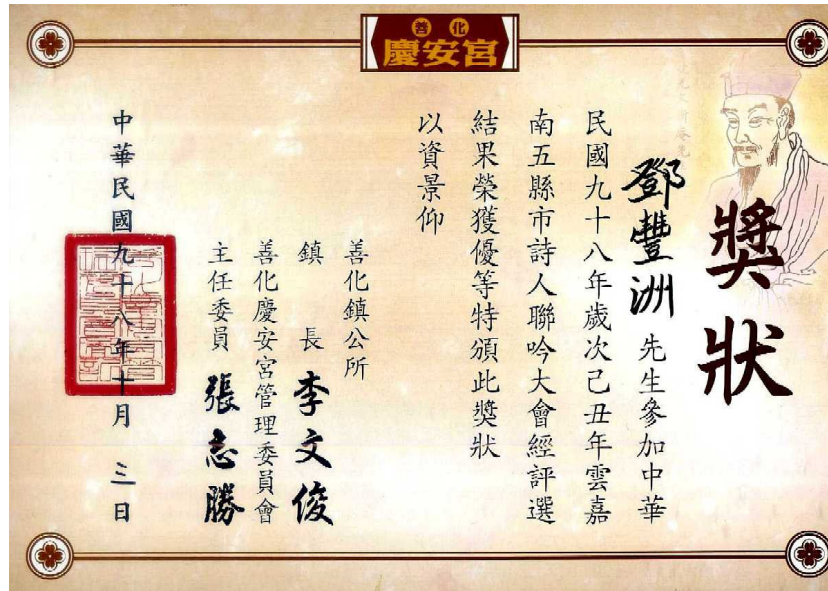 善化
慶安宮
獎狀
鄧豐洲 先生參加中華
民國九十八年歲次己丑年雲嘉
南五縣市詩人聯吟大會經評選
結果榮獲優等特頒此獎狀
以資景仰
善化鎮公所
鎮長 李文俊
善化慶安宮管理委員會
主任委員 張志勝
中華民國九十八年十月 三日